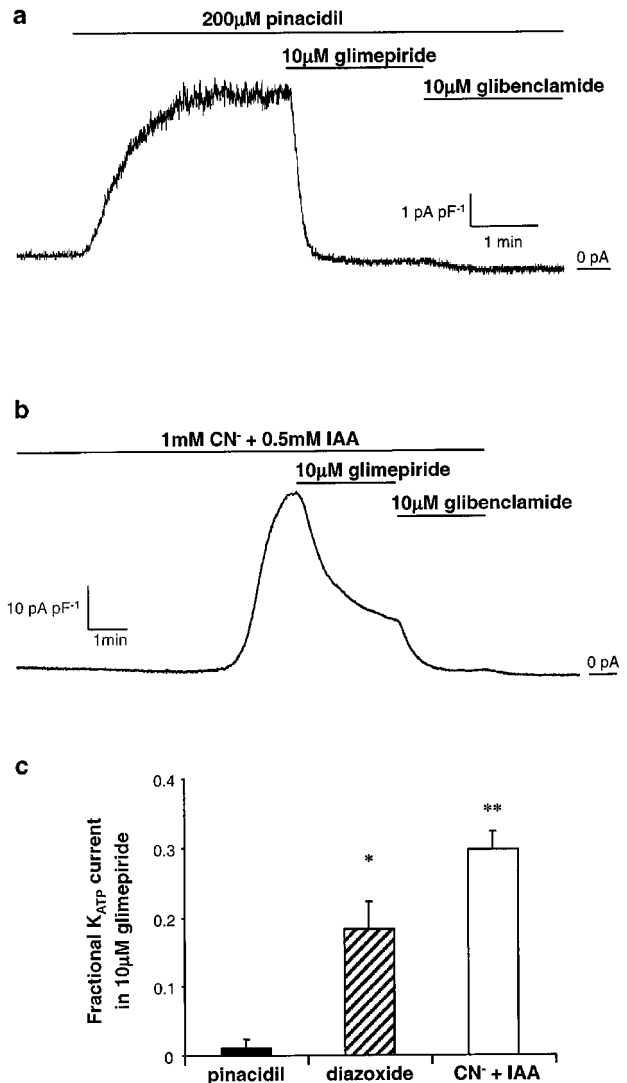 a
200µM pinacidil
10µM glimepiride
10µM glibenclamide
1 pA pF⁻¹
1 min
0 pA
b
1mM CN⁻ + 0.5mM IAA
10µM glimepiride
10µM glibenclamide
10 pA pF⁻¹
1min
0 pA
c
Fractional K_ATP current
in 10µM glimepiride
0.4
0.3
0.2
0.1
0
*
**
pinacidil
diazoxide
CN⁻ + IAA